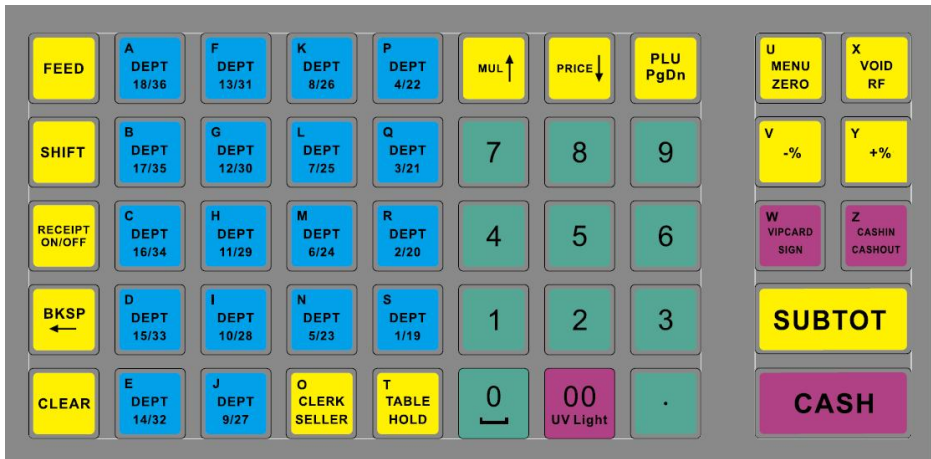 FEED
A
DEPT
18/36
F
DEPT
13/31
K
DEPT
8/26
P
DEPT
4/22
MUL↑
PRICE↓
PLU
PgDn
U
MENU
ZERO
X
VOID
RF
SHIFT
B
DEPT
17/35
G
DEPT
12/30
L
DEPT
7/25
Q
DEPT
3/21
7
8
9
V
-%
Y
+%
RECEIPT
ON/OFF
C
DEPT
16/34
H
DEPT
11/29
M
DEPT
6/24
R
DEPT
2/20
4
5
6
W
VIPCARD
SIGN
Z
CASHIN
CASHOUT
BKSP
←
D
DEPT
15/33
I
DEPT
10/28
N
DEPT
5/23
S
DEPT
1/19
1
2
3
SUBTOT
CLEAR
E
DEPT
14/32
J
DEPT
9/27
O
CLERK
SELLER
T
TABLE
HOLD
0
00
UV Light
.
CASH